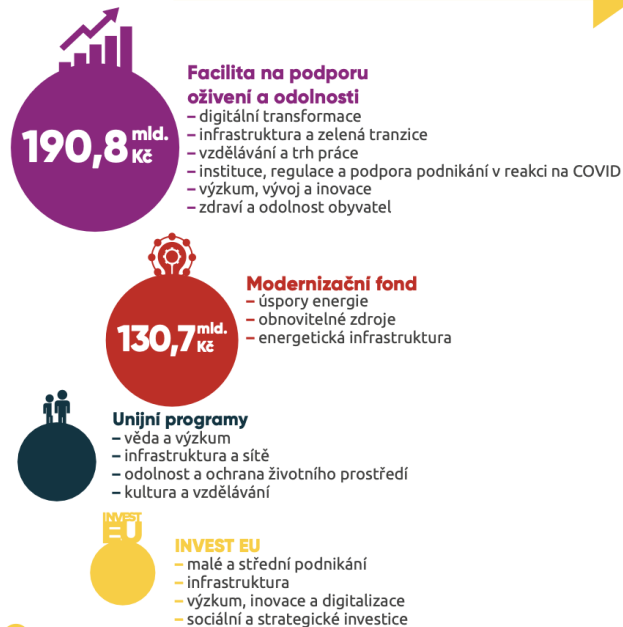 Facilita na podporu
oživení a odolnosti
– digitální transformace
– infrastruktura a zelená tranzice
– vzdělávání a trh práce
– instituce, regulace a podpora podnikání v reakci na COVID
– výzkum, vývoj a inovace
– zdraví a odolnost obyvatel
190,8 mld. Kč
Modernizační fond
– úspory energie
– obnovitelné zdroje
– energetická infrastruktura
130,7 mld. Kč
Unijní programy
– věda a výzkum
– infrastruktura a sítě
– odolnost a ochrana životního prostředí
– kultura a vzdělávání
INVEST
EU
INVEST EU
– malé a střední podnikání
– infrastruktura
– výzkum, inovace a digitalizace
– sociální a strategické investice